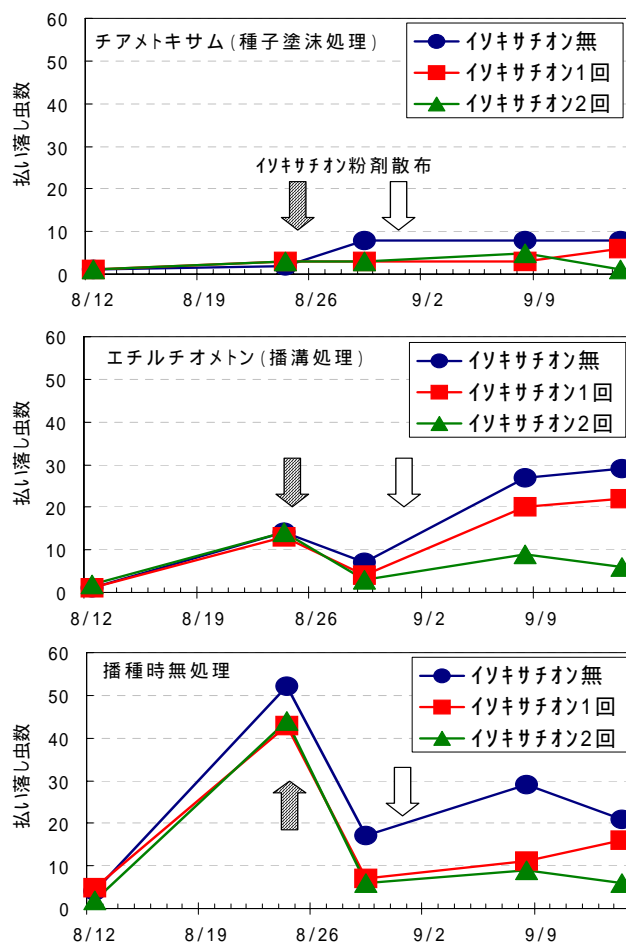 チアメトキサム(種子塗沫処理)
イソキサチオン無
イソキサチオン1回
イソキサチオン2回
イソキサチオン粉剤散布
払い落し虫数
60
50
40
30
20
10
0
8/12 8/19 8/26 9/2 9/9
エチルチオメトン(播溝処理)
イソキサチオン無
イソキサチオン1回
イソキサチオン2回
払い落し虫数
60
50
40
30
20
10
0
8/12 8/19 8/26 9/2 9/9
播種時無処理
イソキサチオン無
イソキサチオン1回
イソキサチオン2回
払い落し虫数
60
50
40
30
20
10
0
8/12 8/19 8/26 9/2 9/9